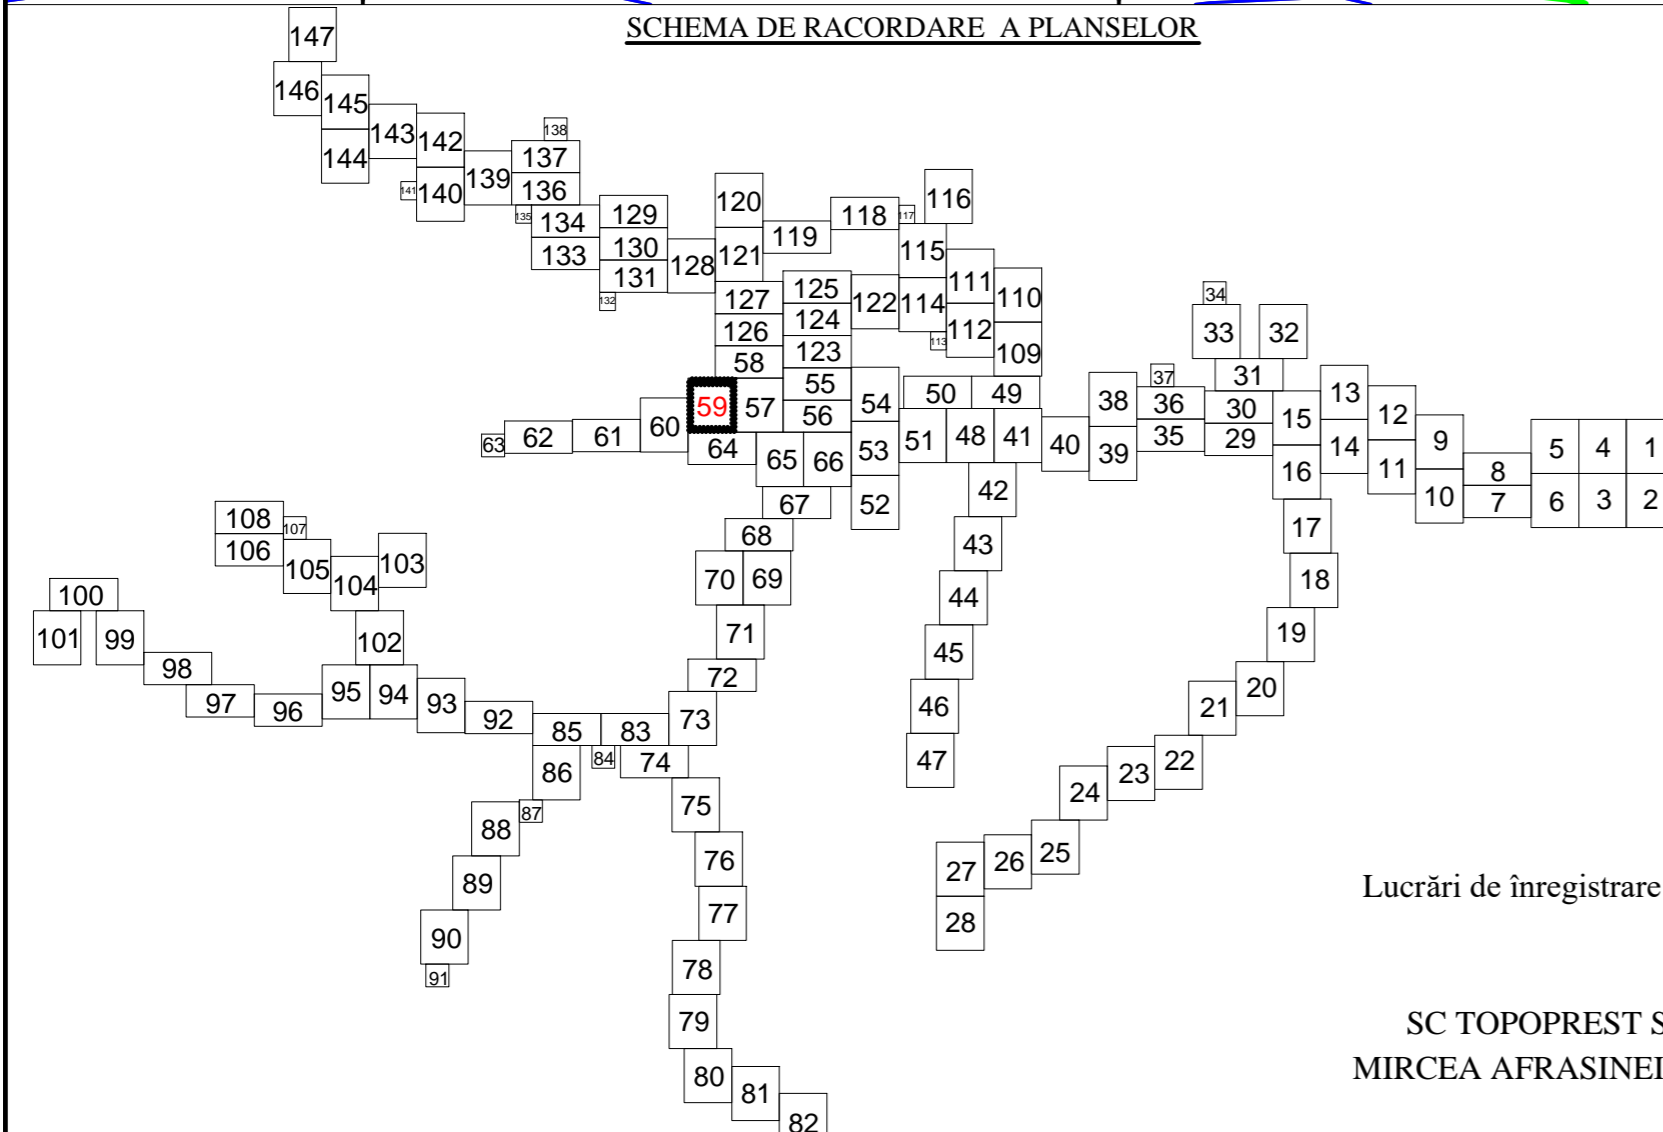 SCHEMA DE RACORDARE A PLANSELOR
147
146 145
143 142 138
144 137
141 140 139 136
135 134 129 120 118 117 116
133 130 119 115
131 128 121 111
132 127 125 122 114 110 34
126 124 113 112 33 32
58 123 109
59 57 55 54 50 49 38 37 31 13
60 56 36 30 15 12
63 62 61 64 53 51 48 41 40 39 35 29 14 9 5 4 1
65 66 16 11 8
67 52 42 10 7 6 3 2
108 107 68 43 17
106 105 104 103
100 70 69 44 18
101 99 102 71 45 19
98 72
97 96 95 94 93 92 46 21 20
85 83 73
86 84 74 47 23 22
88 87 75 24
76 27 26 25
89
90 77 28
Lucrări de înregistrare
91 78
79
SC TOPOPREST S
80 81
MIRCEA AFRASINEI
82